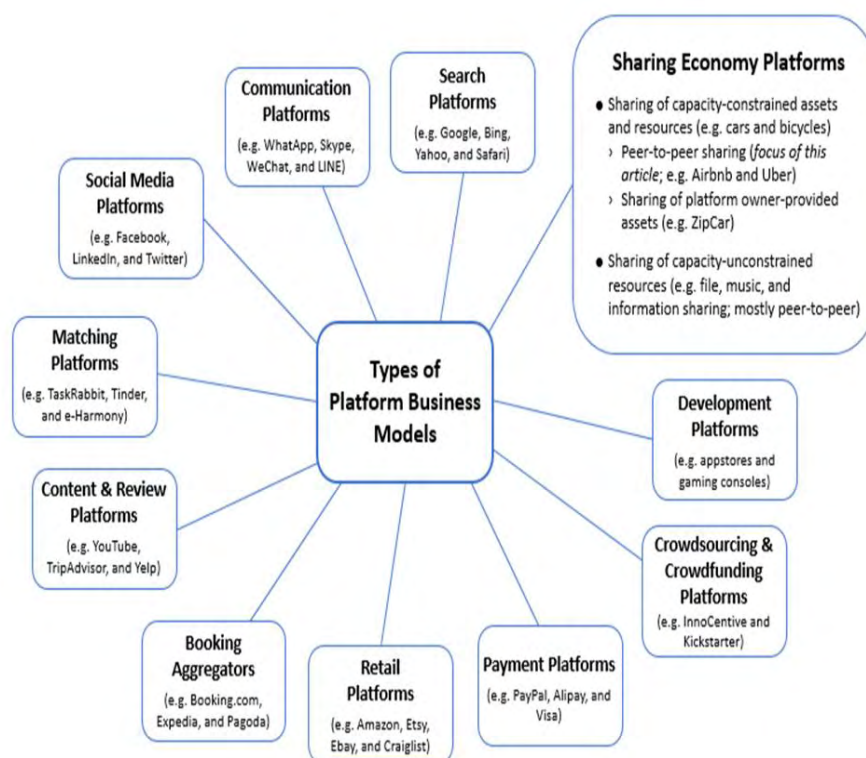 Communication
Platforms
(e.g. WhatApp, Skype,
WeChat, and LINE)
Search
Platforms
(e.g. Google, Bing,
Yahoo, and Safari)
Sharing Economy Platforms
● Sharing of capacity-constrained assets
and resources (e.g. cars and bicycles)
› Peer-to-peer sharing (focus of this
article; e.g. Airbnb and Uber)
› Sharing of platform owner-provided
assets (e.g. ZipCar)
● Sharing of capacity-unconstrained
resources (e.g. file, music, and
information sharing; mostly peer-to-peer)
Social Media
Platforms
(e.g. Facebook,
LinkedIn, and Twitter)
Matching
Platforms
(e.g. TaskRabbit, Tinder,
and e-Harmony)
Types of
Platform Business
Models
Development
Platforms
(e.g. appstores and
gaming consoles)
Content & Review
Platforms
(e.g. YouTube,
TripAdvisor, and Yelp)
Crowdsourcing &
Crowdfunding
Platforms
(e.g. InnoCentive and
Kickstarter)
Booking
Aggregators
(e.g. Booking.com,
Expedia, and Pagoda)
Retail
Platforms
(e.g. Amazon, Etsy,
Ebay, and Craiglist)
Payment Platforms
(e.g. PayPal, Alipay, and
Visa)